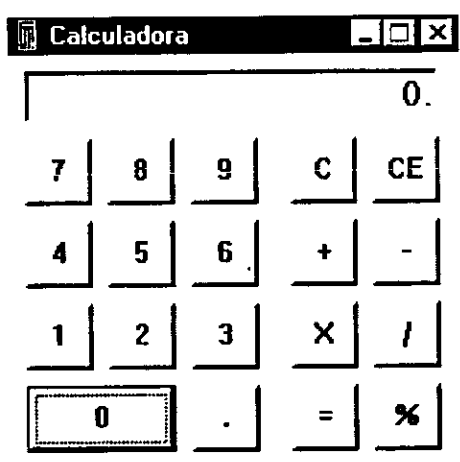 Calculadora
0.
7 8 9 C CE
4 5 6 + -
1 2 3 X /
0 . = %